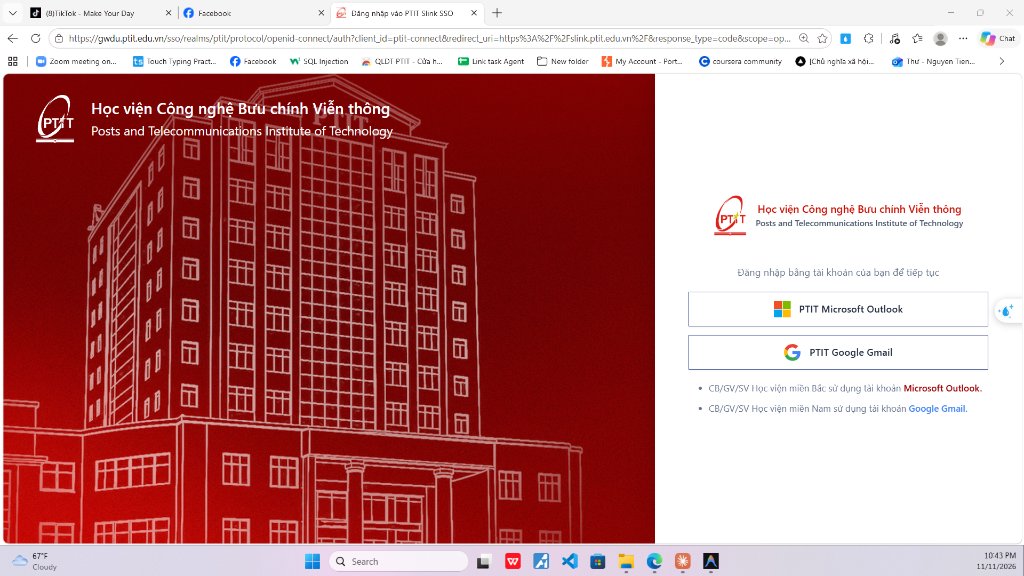 (8)TikTok - Make Your Day
Facebook
Đăng nhập vào PTIT Slink SSO
https://gwdu.ptit.edu.vn/sso/realms/ptit/protocol/openid-connect/auth?client_id=ptit-connect&redirect_uri=https%3A%2F%2Fslink.ptit.edu.vn%2F&response_type=code&scope=op...
Chat
Zoom meeting on...
Touch Typing Pract...
Facebook
SQL Injection
QLDT PTIT - Cửa h...
Link task Agent
New folder
My Account - Port...
coursera community
[Chủ nghĩa xã hội...
Thư - Nguyen Tien...
PTIT
Học viện Công nghệ Bưu chính Viễn thông
Posts and Telecommunications Institute of Technology
PTIT
PTIT
Học viện Công nghệ Bưu chính Viễn thông
Posts and Telecommunications Institute of Technology
Đăng nhập bằng tài khoản của bạn để tiếp tục
PTIT Microsoft Outlook
PTIT Google Gmail
CB/GV/SV Học viện miền Bắc sử dụng tài khoản Microsoft Outlook.
CB/GV/SV Học viện miền Nam sử dụng tài khoản Google Gmail.
67°F
Cloudy
Search
10:43 PM
11/11/2026